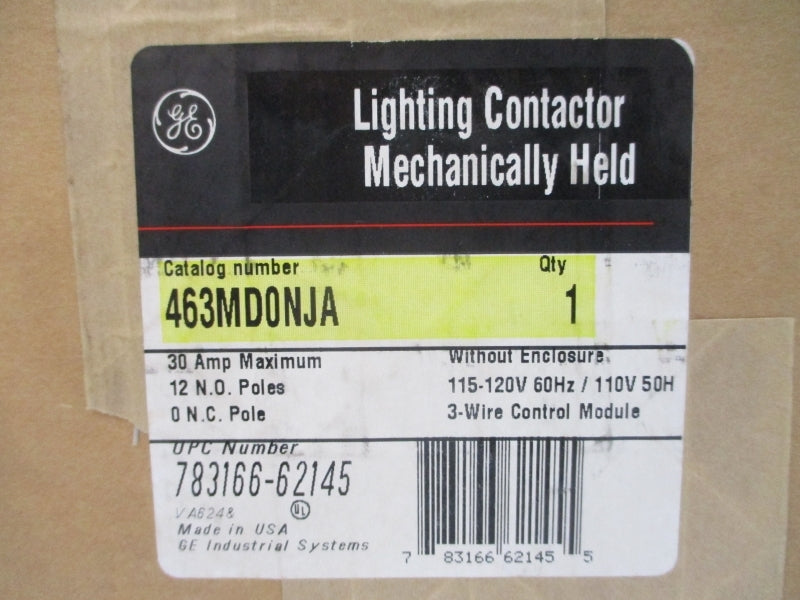 GE
Lighting Contactor
Mechanically Held
Catalog number Qty
463MD0NJA 1
30 Amp Maximum Without Enclosure
12 N.O. Poles 115-120V 60Hz / 110V 50H
0 N.C. Pole 3-Wire Control Module
UPC Number
783166-62145
VA6248 UL
Made in USA
GE Industrial Systems
7 83166 62145 5